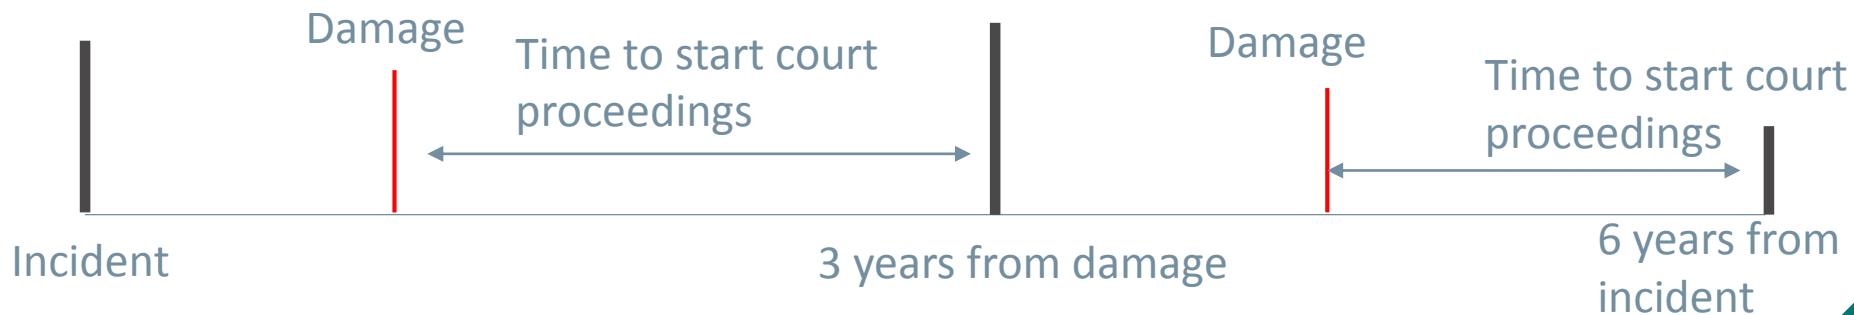 Damage
Time to start court
proceedings
Damage
Time to start court
proceedings
Incident
3 years from damage
6 years from
incident